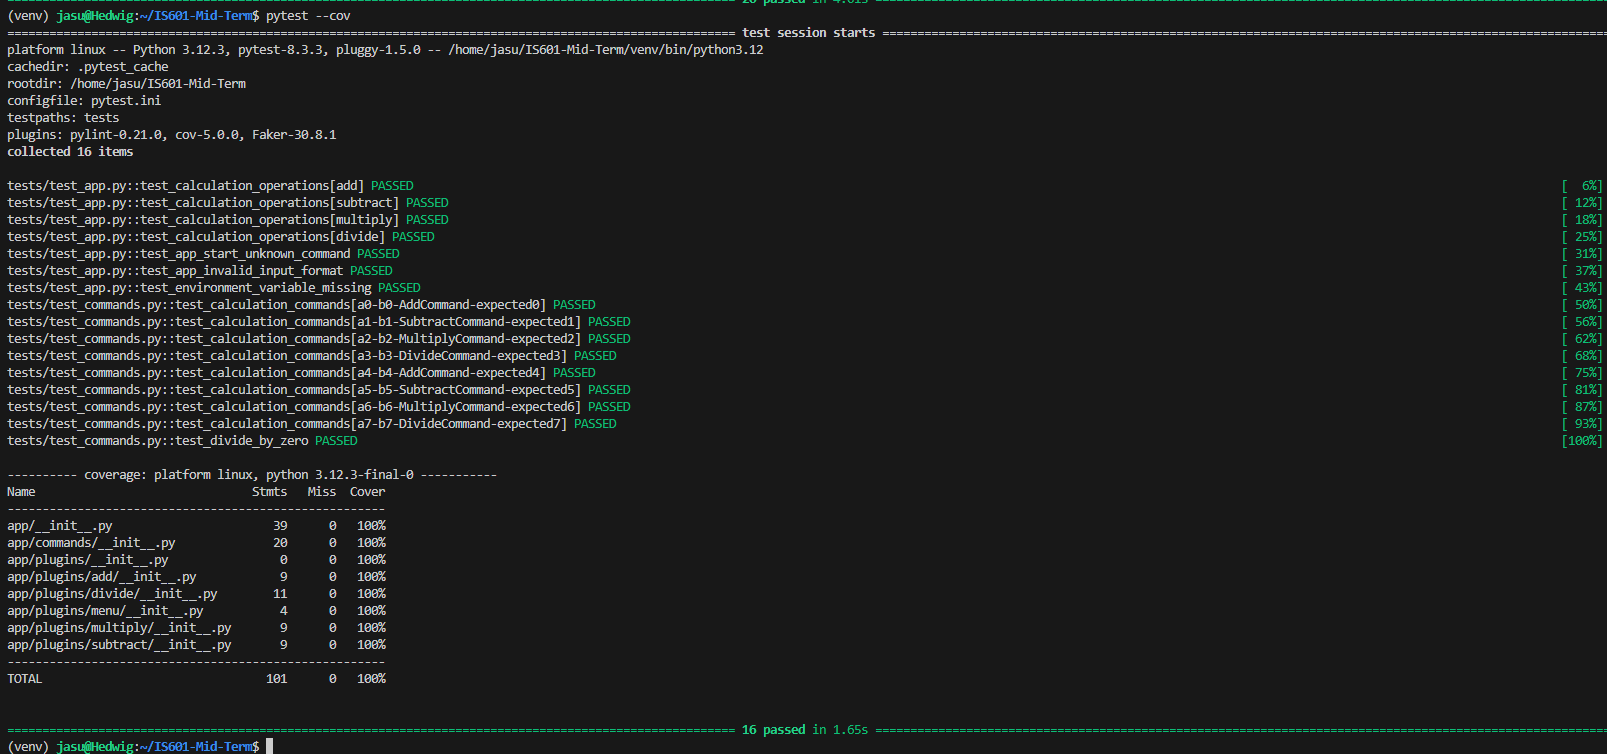 26 passed in 4.01s
(venv) jasu@Hedwig:~/IS601-Mid-Term$ pytest --cov
test session starts
platform linux -- Python 3.12.3, pytest-8.3.3, pluggy-1.5.0 -- /home/jasu/IS601-Mid-Term/venv/bin/python3.12
cachedir: .pytest_cache
rootdir: /home/jasu/IS601-Mid-Term
configfile: pytest.ini
testpaths: tests
plugins: pylint-0.21.0, cov-5.0.0, Faker-30.8.1
collected 16 items
tests/test_app.py::test_calculation_operations[add] PASSED [  6%]
tests/test_app.py::test_calculation_operations[subtract] PASSED [ 12%]
tests/test_app.py::test_calculation_operations[multiply] PASSED [ 18%]
tests/test_app.py::test_calculation_operations[divide] PASSED [ 25%]
tests/test_app.py::test_app_start_unknown_command PASSED [ 31%]
tests/test_app.py::test_app_invalid_input_format PASSED [ 37%]
tests/test_app.py::test_environment_variable_missing PASSED [ 43%]
tests/test_commands.py::test_calculation_commands[a0-b0-AddCommand-expected0] PASSED [ 50%]
tests/test_commands.py::test_calculation_commands[a1-b1-SubtractCommand-expected1] PASSED [ 56%]
tests/test_commands.py::test_calculation_commands[a2-b2-MultiplyCommand-expected2] PASSED [ 62%]
tests/test_commands.py::test_calculation_commands[a3-b3-DivideCommand-expected3] PASSED [ 68%]
tests/test_commands.py::test_calculation_commands[a4-b4-AddCommand-expected4] PASSED [ 75%]
tests/test_commands.py::test_calculation_commands[a5-b5-SubtractCommand-expected5] PASSED [ 81%]
tests/test_commands.py::test_calculation_commands[a6-b6-MultiplyCommand-expected6] PASSED [ 87%]
tests/test_commands.py::test_calculation_commands[a7-b7-DivideCommand-expected7] PASSED [ 93%]
tests/test_commands.py::test_divide_by_zero PASSED [100%]
---------- coverage: platform linux, python 3.12.3-final-0 -----------
Name Stmts Miss Cover
------------------------------------------------------
app/__init__.py 39 0 100%
app/commands/__init__.py 20 0 100%
app/plugins/__init__.py 0 0 100%
app/plugins/add/__init__.py 9 0 100%
app/plugins/divide/__init__.py 11 0 100%
app/plugins/menu/__init__.py 4 0 100%
app/plugins/multiply/__init__.py 9 0 100%
app/plugins/subtract/__init__.py 9 0 100%
------------------------------------------------------
TOTAL 101 0 100%
16 passed in 1.65s
(venv) jasu@Hedwig:~/IS601-Mid-Term$